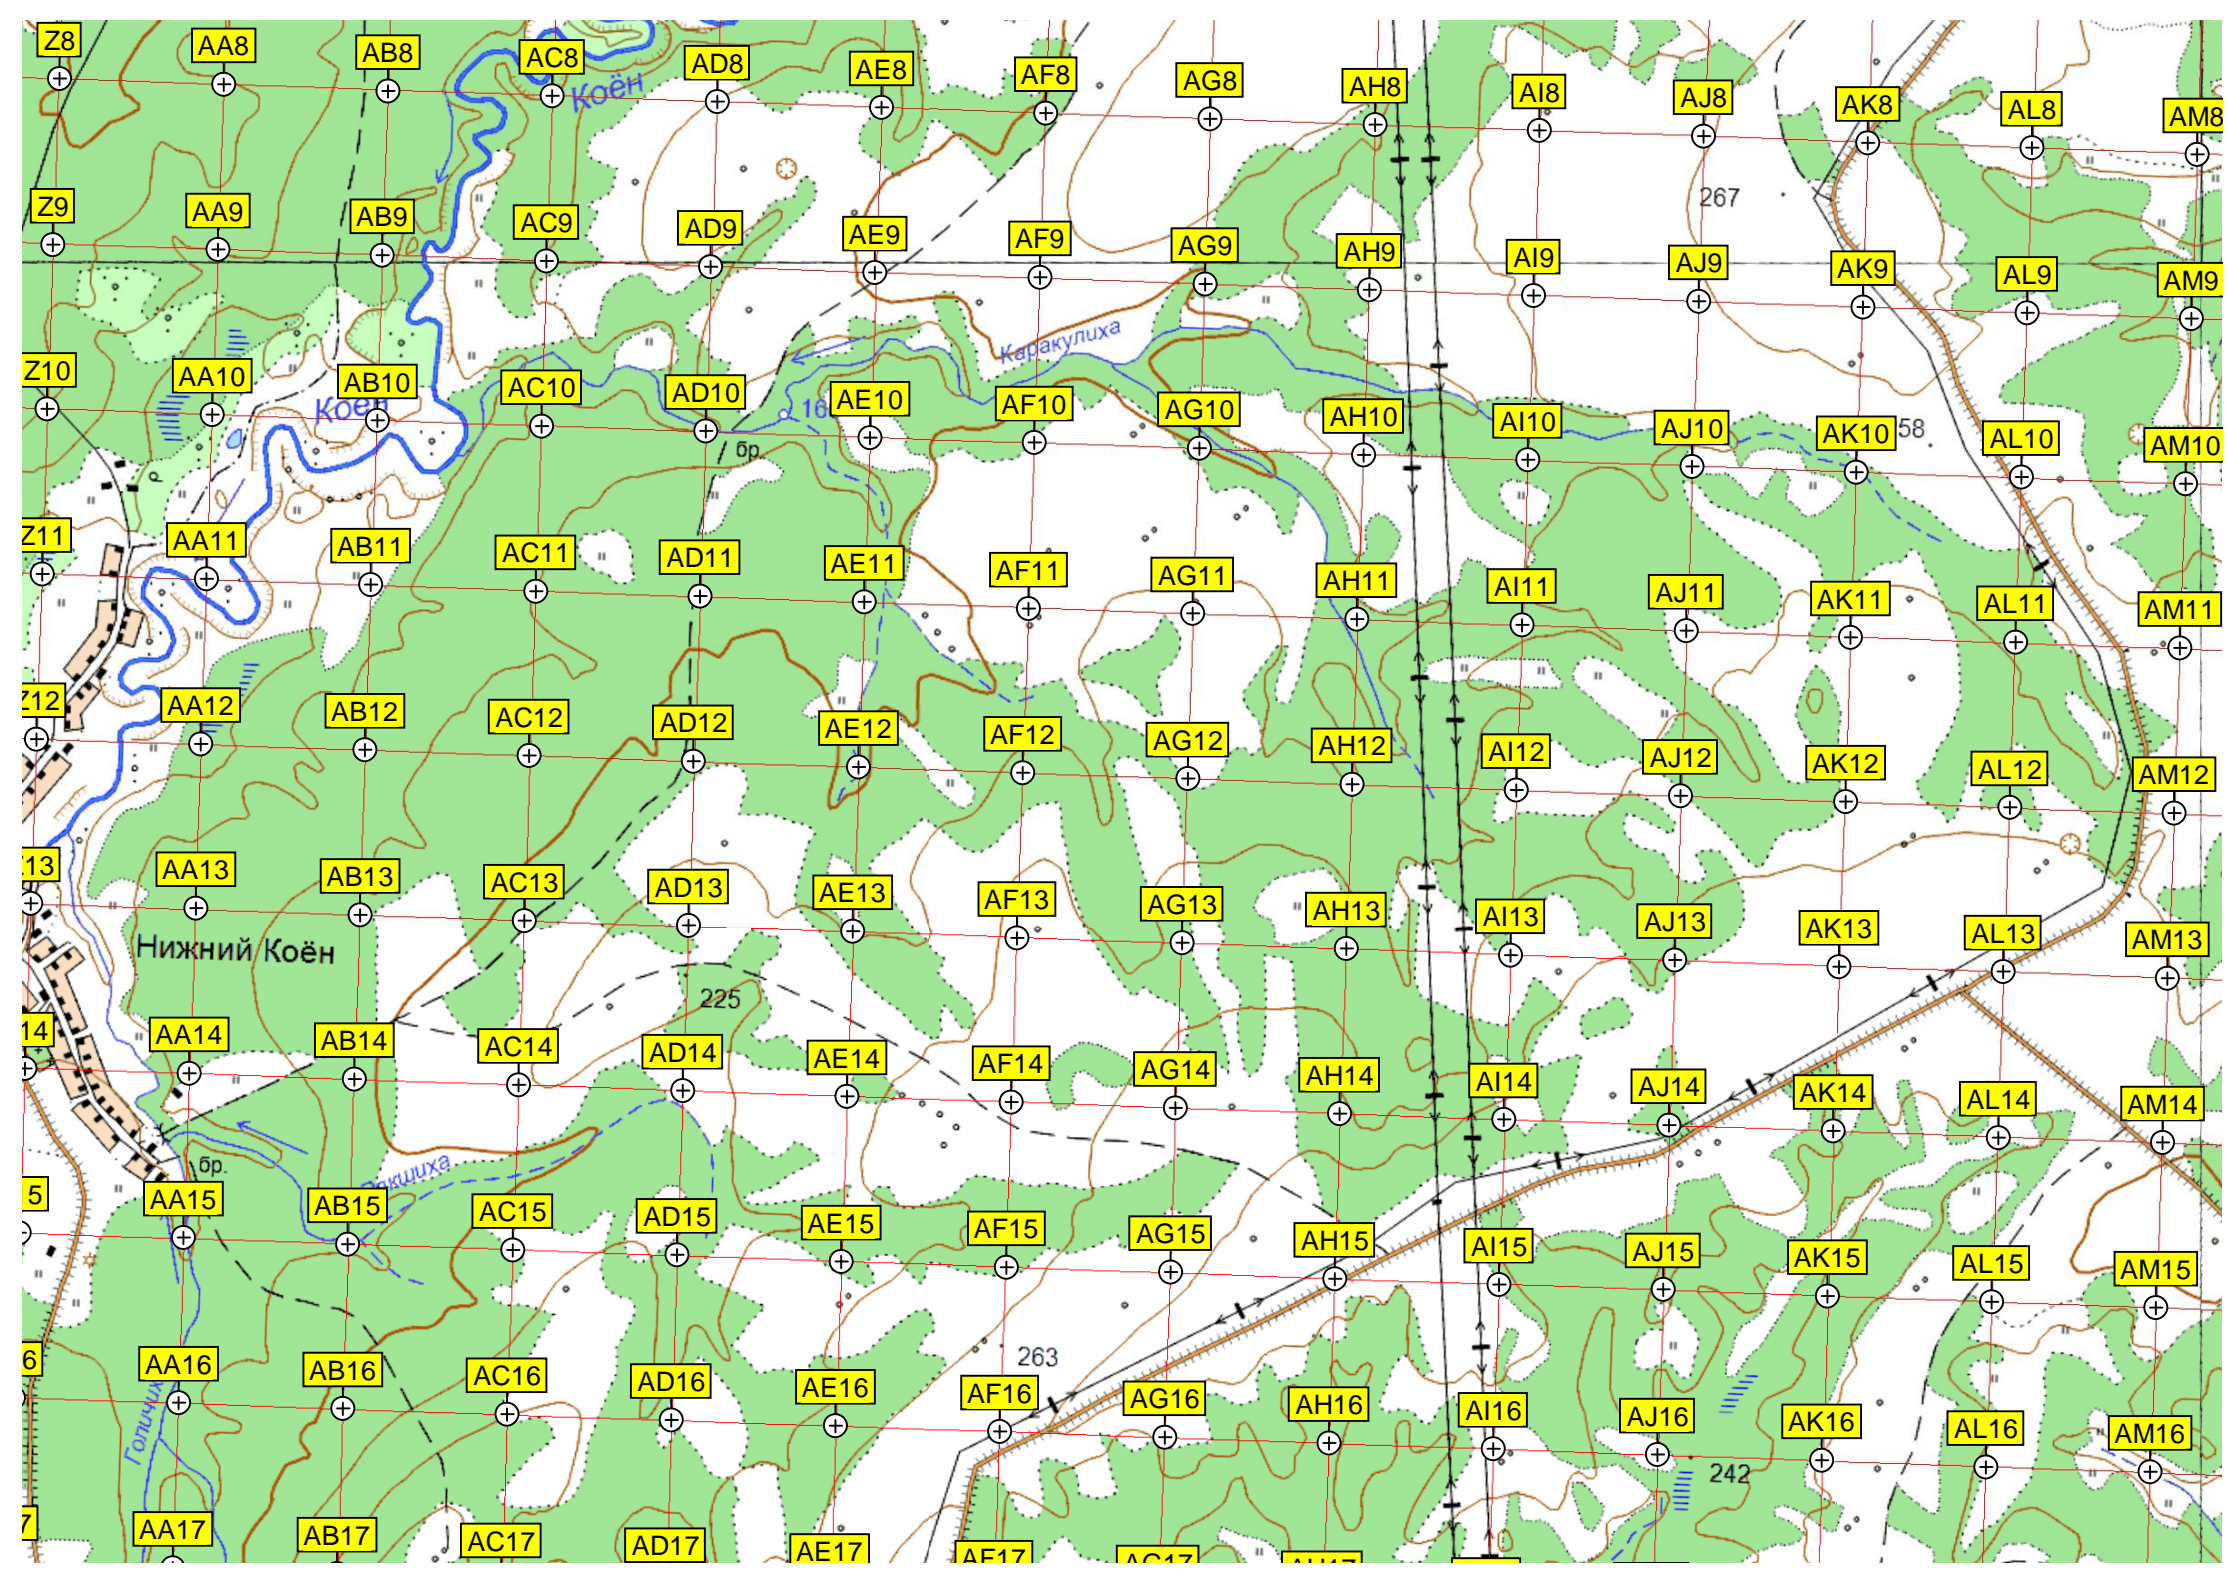 Z8 AA8 AB8 AC8 AD8 AE8 AF8 AG8 AH8 AI8 AJ8 AK8 AL8 AM8
Коён
267
Z9 AA9 AB9 AC9 AD9 AE9 AF9 AG9 AH9 AI9 AJ9 AK9 AL9 AM9
Каракулиха
Z10 AA10 AB10 AC10 AD10 AE10 AF10 AG10 AH10 AI10 AJ10 AK10 AL10 AM10
Коён
58
бр.
Z11 AA11 AB11 AC11 AD11 AE11 AF11 AG11 AH11 AI11 AJ11 AK11 AL11 AM11
Z12 AA12 AB12 AC12 AD12 AE12 AF12 AG12 AH12 AI12 AJ12 AK12 AL12 AM12
13 AA13 AB13 AC13 AD13 AE13 AF13 AG13 AH13 AI13 AJ13 AK13 AL13 AM13
Нижний Коён
225
14 AA14 AB14 AC14 AD14 AE14 AF14 AG14 AH14 AI14 AJ14 AK14 AL14 AM14
бр.
5 AA15 AB15 AC15 AD15 AE15 AF15 AG15 AH15 AI15 AJ15 AK15 AL15 AM15
263
6 AA16 AB16 AC16 AD16 AE16 AF16 AG16 AH16 AI16 AJ16 AK16 AL16 AM16
242
7 AA17 AB17 AC17 AD17 AE17 AF17 AG17 AH17